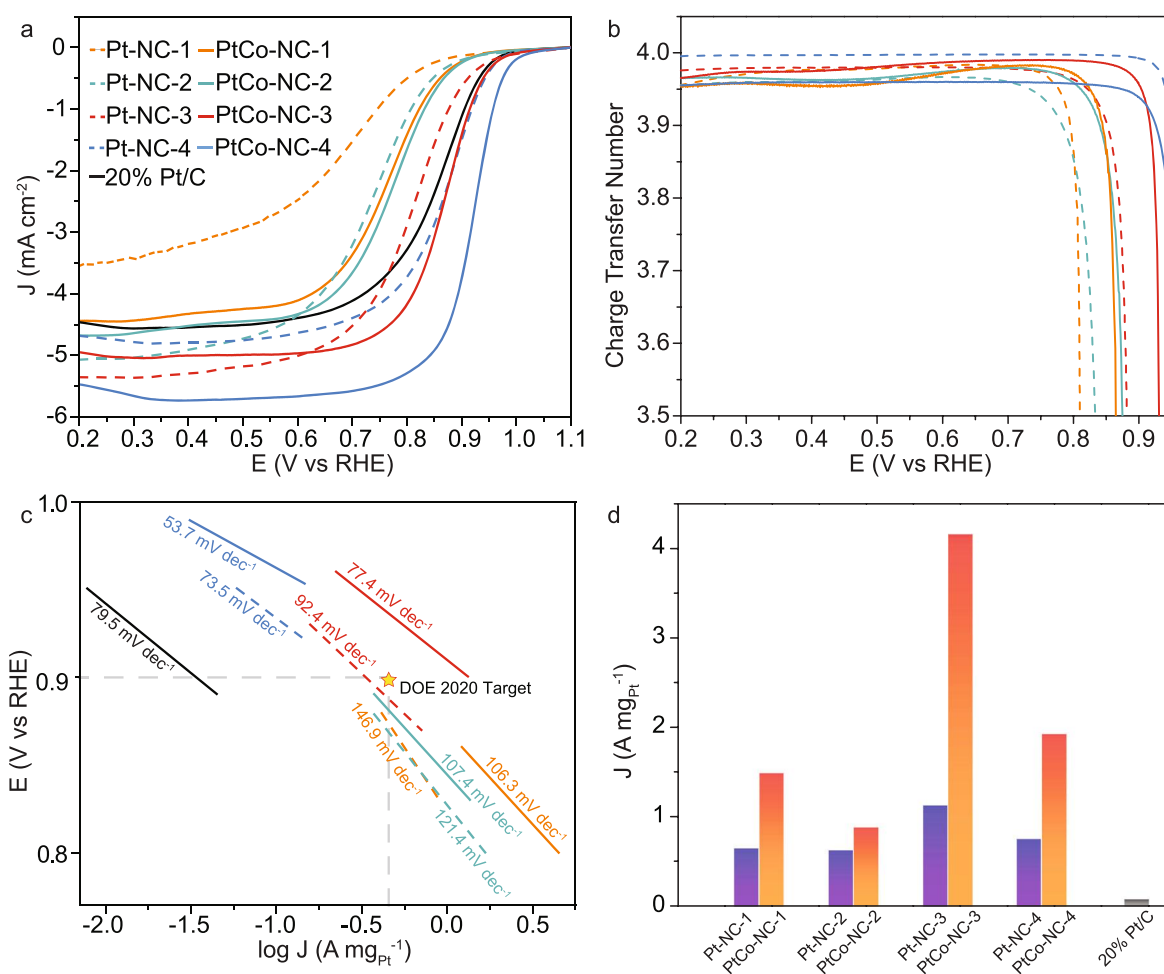 a
Pt-NC-1 PtCo-NC-1
Pt-NC-2 PtCo-NC-2
Pt-NC-3 PtCo-NC-3
Pt-NC-4 PtCo-NC-4
20% Pt/C
J (mA cm⁻²)
0
-1
-2
-3
-4
-5
-6
0.2 0.3 0.4 0.5 0.6 0.7 0.8 0.9 1.0 1.1
E (V vs RHE)
b
Charge Transfer Number
4.0
3.9
3.8
3.7
3.6
3.5
0.2 0.3 0.4 0.5 0.6 0.7 0.8 0.9
E (V vs RHE)
c
E (V vs RHE)
1.0
0.9
0.8
53.7 mV dec⁻¹
73.5 mV dec⁻¹
79.5 mV dec⁻¹
92.4 mV dec⁻¹
77.4 mV dec⁻¹
DOE 2020 Target
146.9 mV dec⁻¹
107.4 mV dec⁻¹
121.4 mV dec⁻¹
106.3 mV dec⁻¹
-2.0 -1.5 -1.0 -0.5 0.0 0.5
log J (A mgPt⁻¹)
d
J (A mgPt⁻¹)
4
3
2
1
0
Pt-NC-1
PtCo-NC-1
Pt-NC-2
PtCo-NC-2
Pt-NC-3
PtCo-NC-3
Pt-NC-4
PtCo-NC-4
20% Pt/C